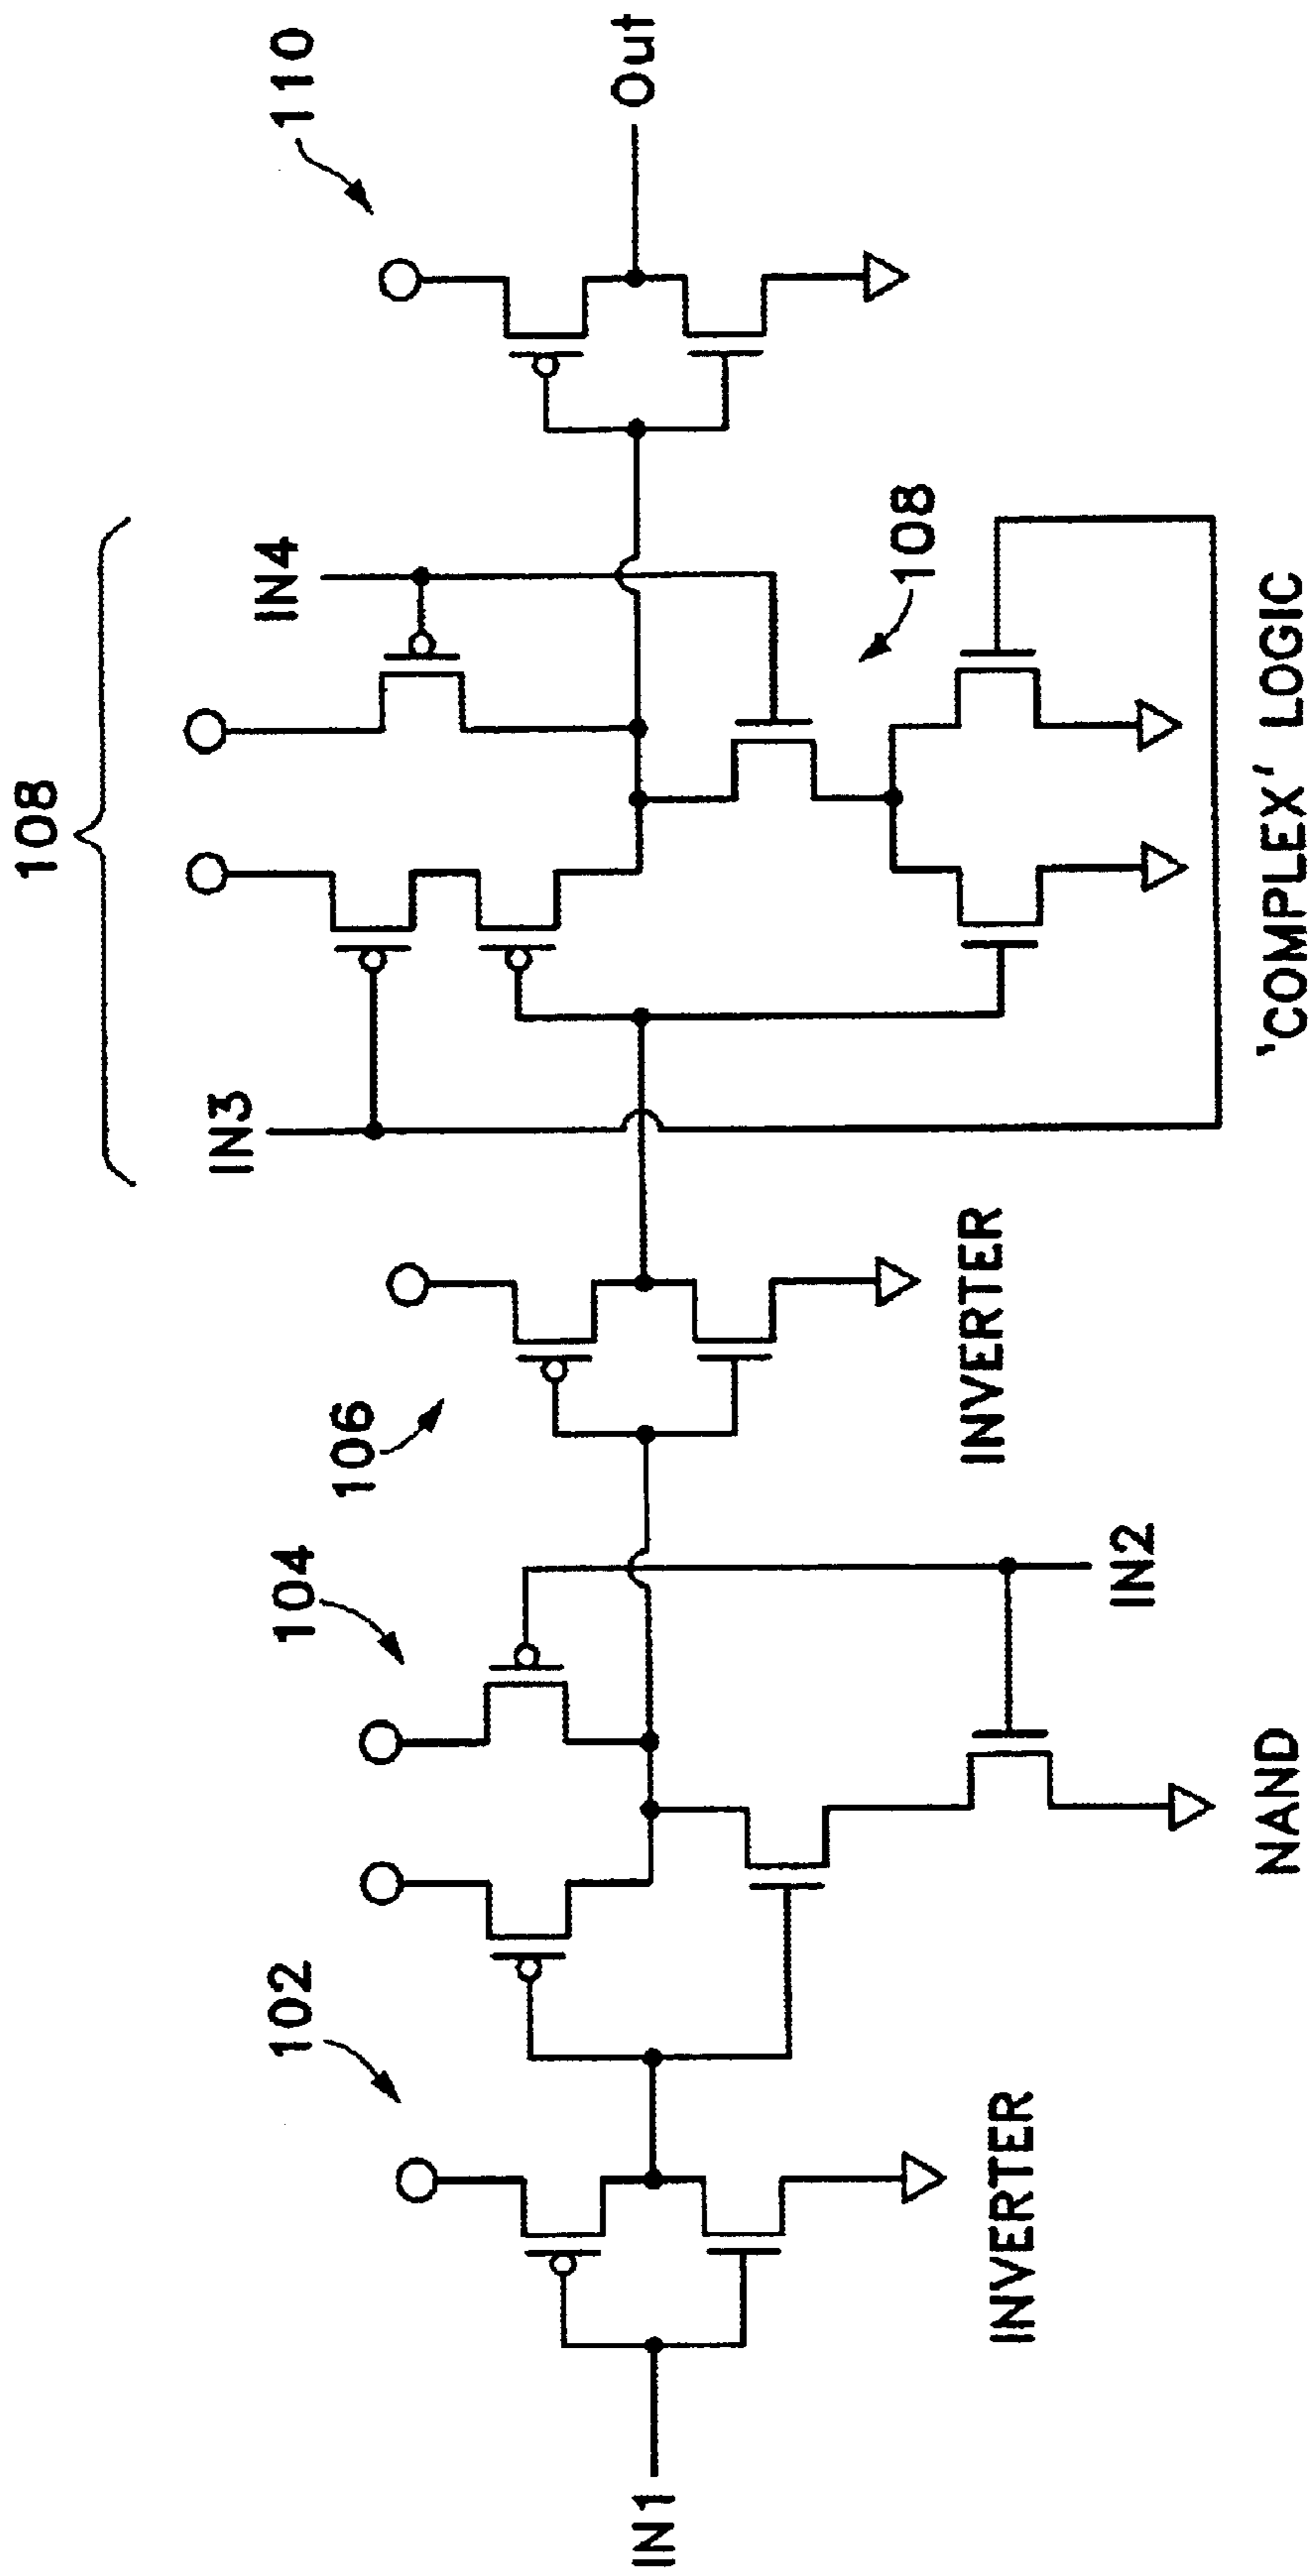 108
110
IN3
IN4
102
104
106
108
IN1
Out
IN2
INVERTER
NAND
INVERTER
'COMPLEX' LOGIC